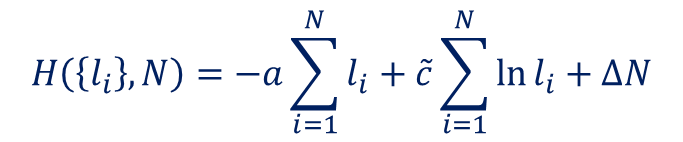 H({l_i}, N) = −a ∑_{i=1}^{N} l_i + c̃ ∑_{i=1}^{N} ln l_i + ΔN